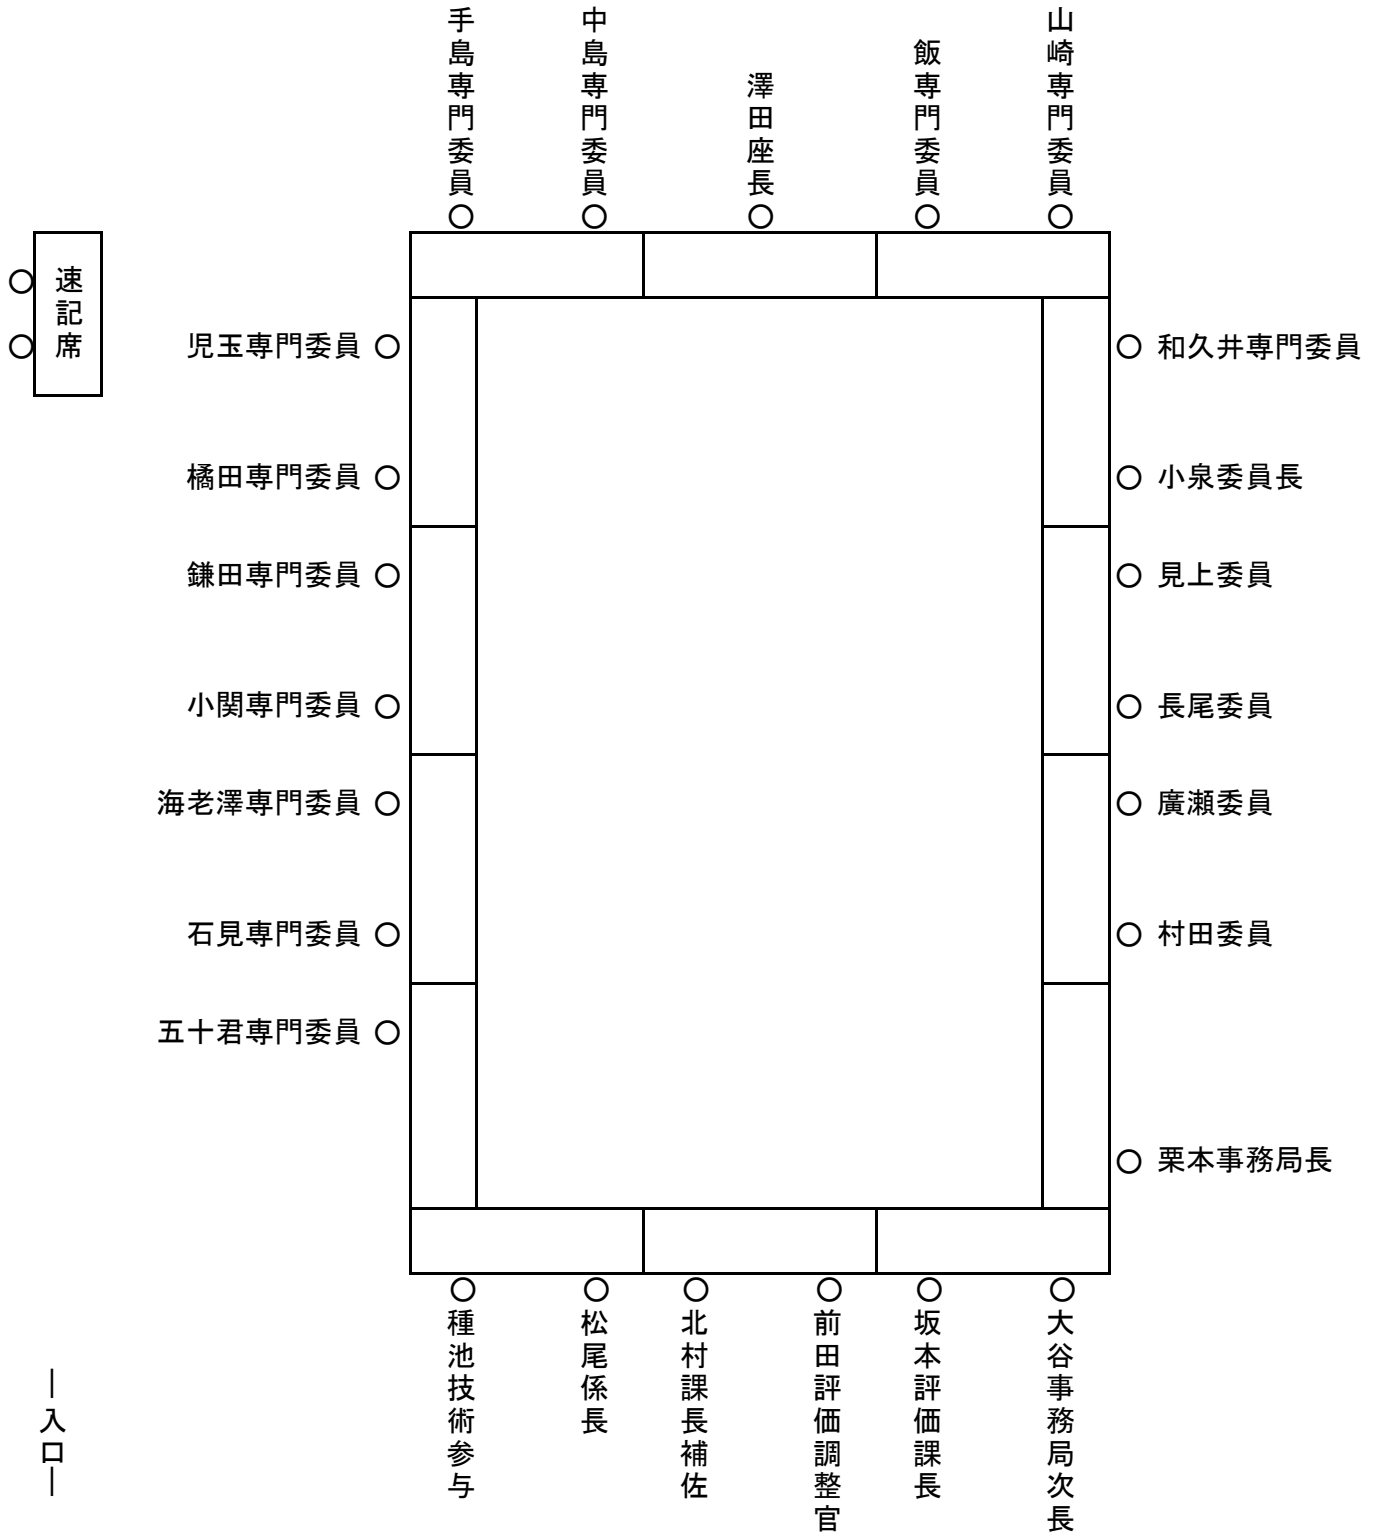 手島専門委員
中島専門委員
澤田座長
飯専門委員
山崎専門委員
速記席
児玉専門委員
和久井専門委員
橘田専門委員
小泉委員長
鎌田専門委員
見上委員
小関専門委員
長尾委員
海老澤専門委員
廣瀬委員
石見専門委員
村田委員
五十君専門委員
栗本事務局長
種池技術参与
松尾係長
北村課長補佐
前田評価調整官
坂本評価課長
大谷事務局次長
―入口―